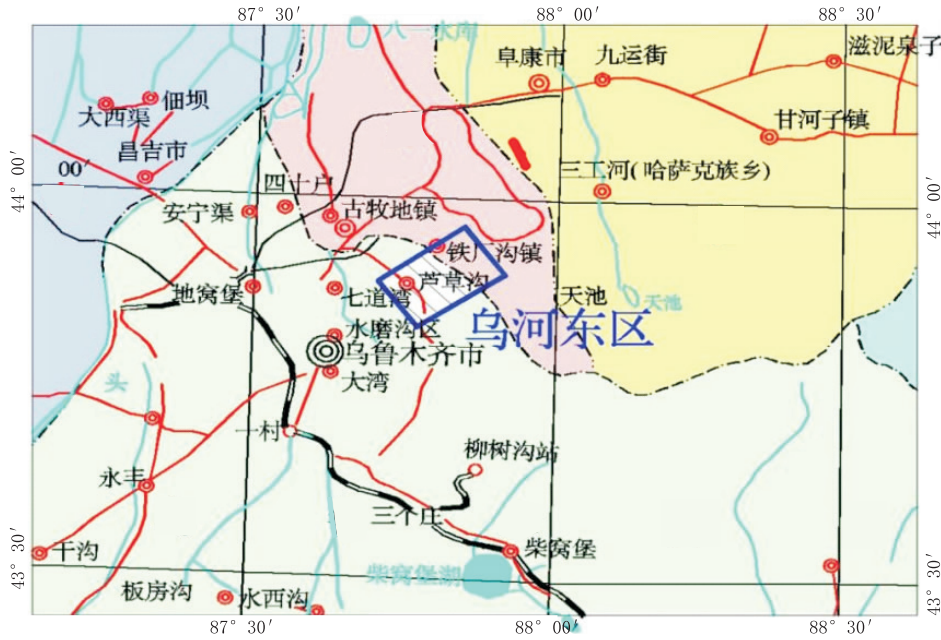 87° 30′
88° 00′
88° 30′
八一水库
阜康市
九运街
滋泥泉子
大西渠
佃坝
甘河子镇
昌吉市
44° 00′
00′
四十户
三工河(哈萨克族乡)
44° 00′
安宁渠
古牧地镇
铁厂沟镇
芦草沟
地窝堡
七道湾
天池
天池
水磨沟区
乌河东区
乌鲁木齐市
大湾
头
一村
柳树沟站
永丰
三个庄
43° 30′
干沟
柴窝堡
柴窝堡湖
43° 30′
板房沟
水西沟
87° 30′
88° 00′
88° 30′